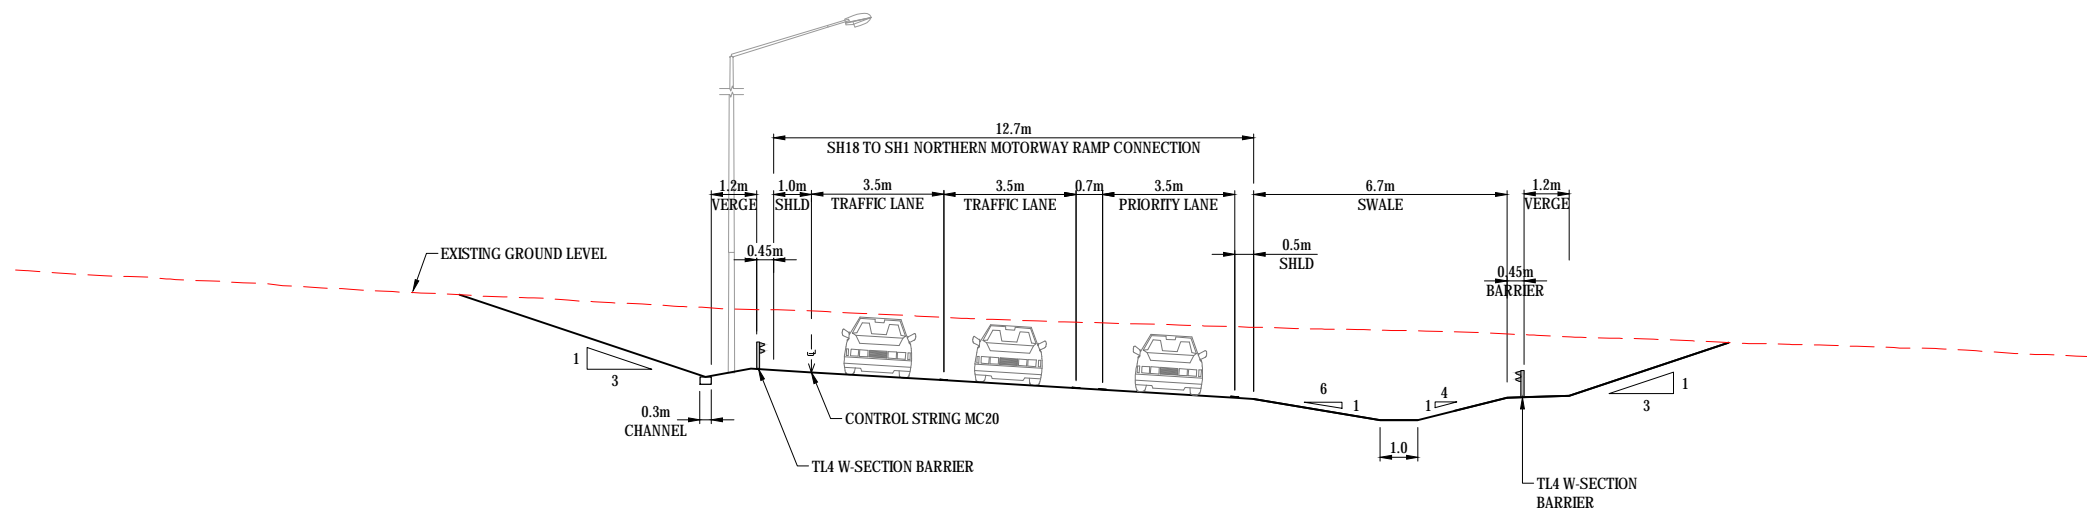 12.7m
SH18 TO SH1 NORTHERN MOTORWAY RAMP CONNECTION
1.2m
VERGE
1.0m
SHLD
3.5m
TRAFFIC LANE
3.5m
TRAFFIC LANE
0.7m
3.5m
PRIORITY LANE
6.7m
SWALE
1.2m
VERGE
EXISTING GROUND LEVEL
0.45m
0.5m
SHLD
0.45m
BARRIER
1
3
6
1
4
1
1
3
0.3m
CHANNEL
CONTROL STRING MC20
1.0
TL4 W-SECTION BARRIER
TL4 W-SECTION
BARRIER